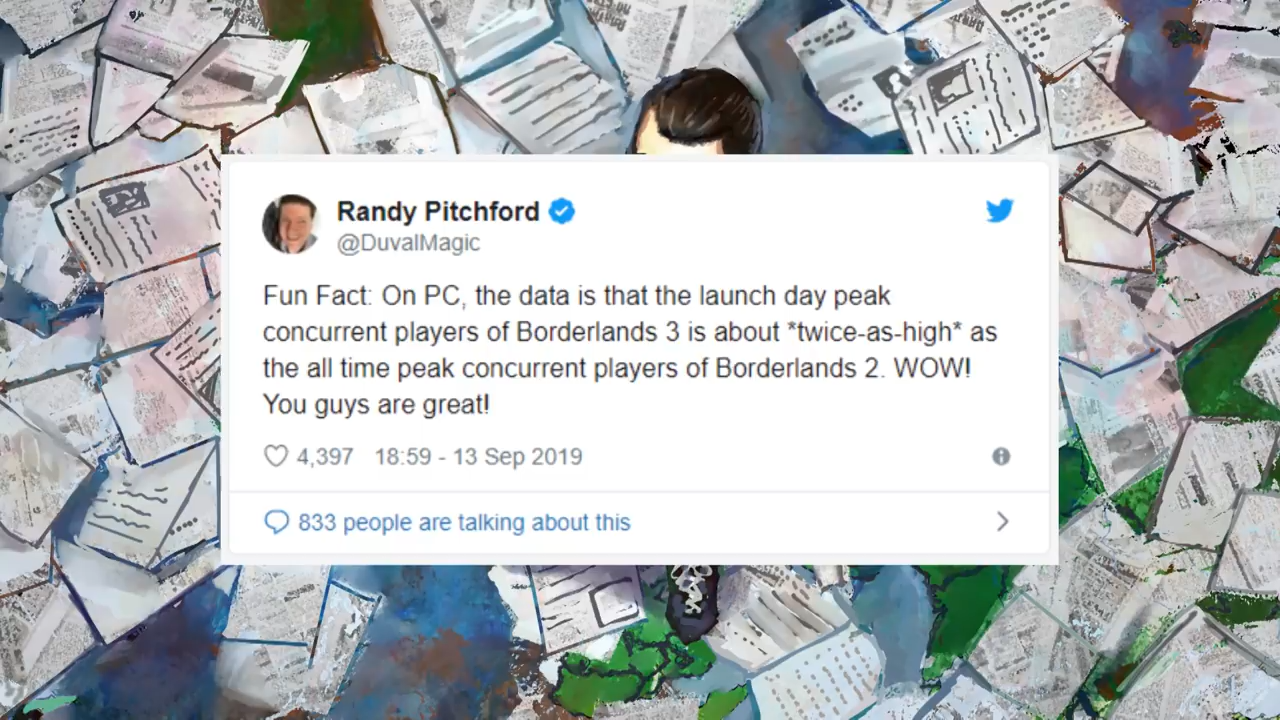 Randy Pitchford
@DuvalMagic
Fun Fact: On PC, the data is that the launch day peak
concurrent players of Borderlands 3 is about *twice-as-high* as
the all time peak concurrent players of Borderlands 2. WOW!
You guys are great!
4,397 18:59 - 13 Sep 2019
833 people are talking about this